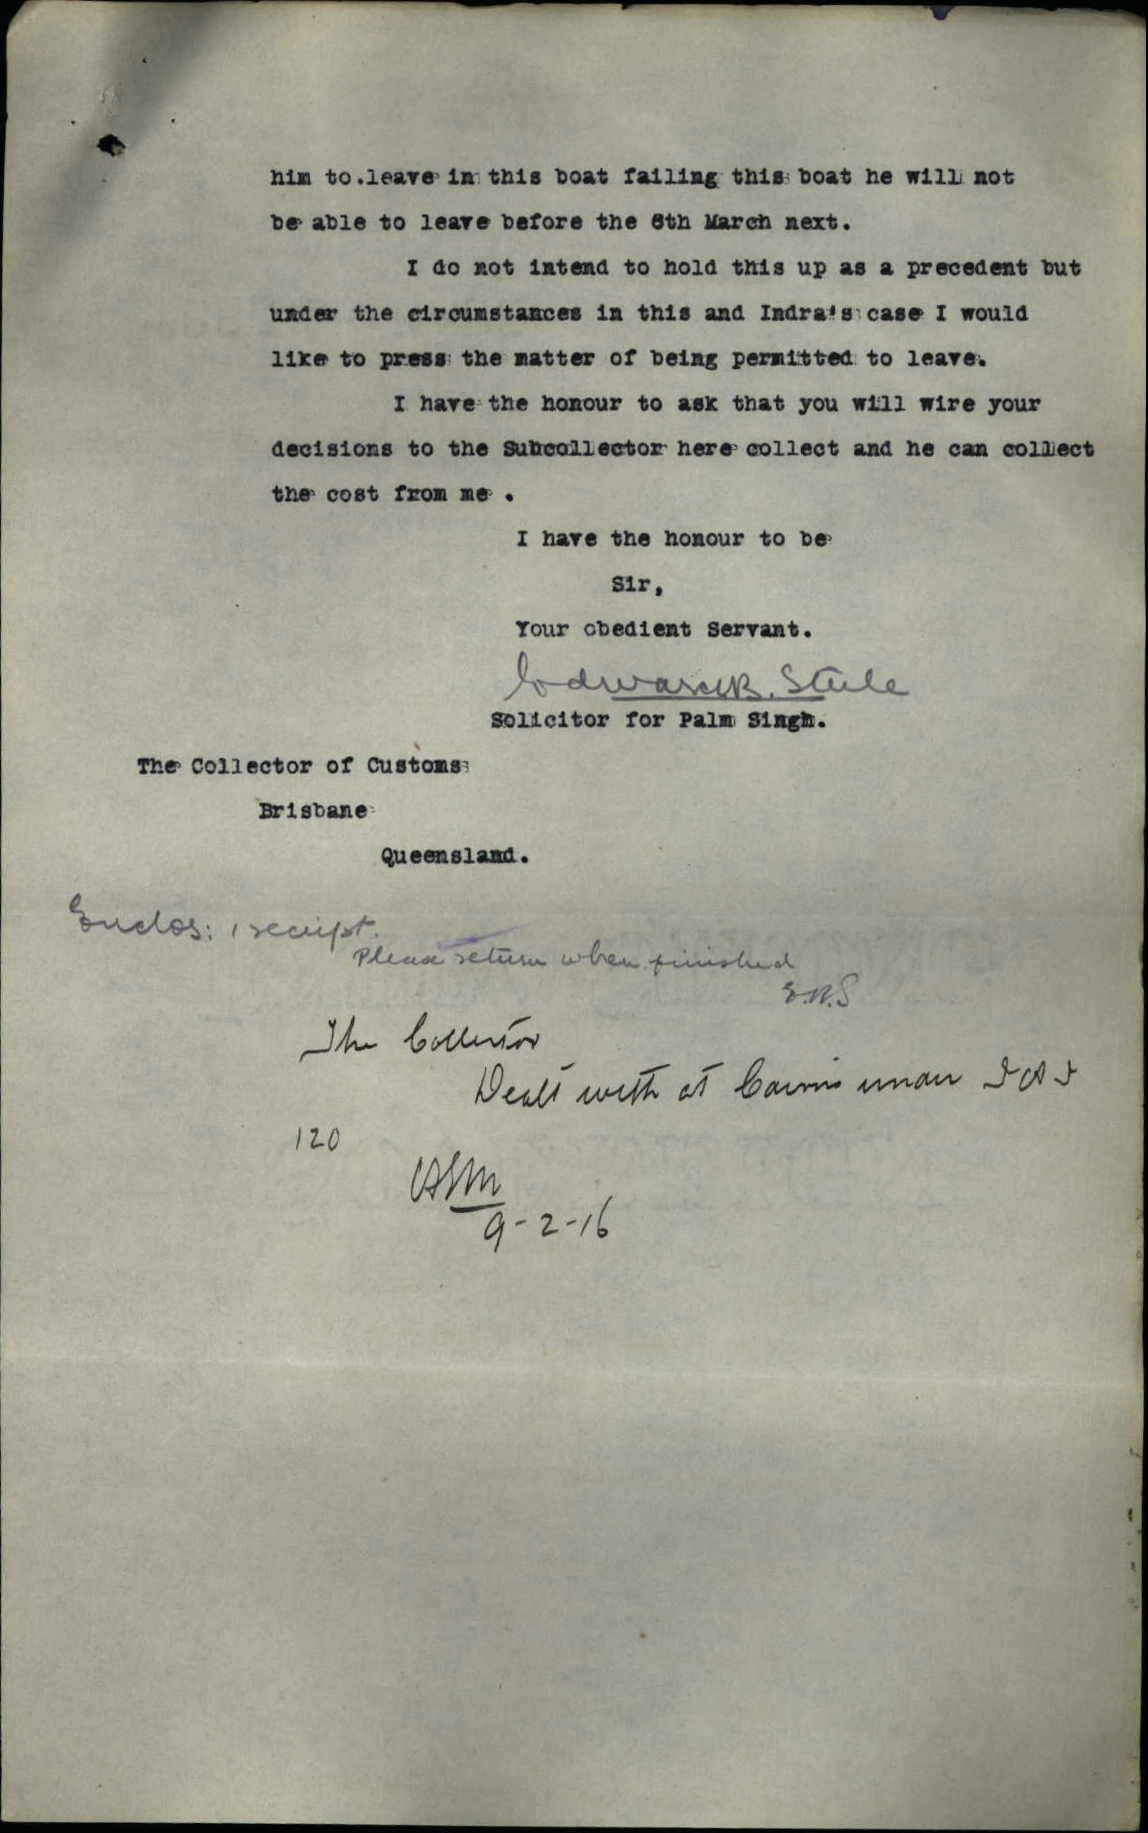 him to.leave in this boat failing this boat he will not
be able to leave before the 8th March next.
I do not intend to hold this up as a precedent but
under the circumstances in this and Indra's case I would
like to press the matter of being permitted to leave.
I have the honour to ask that you will wire your
decisions to the Subcollector here collect and he can collect
the cost from me .
I have the honour to be
Sir,
Your obedient Servant.
Edward R. Steele
Solicitor for Palm Singh.
The Collector of Customs
Brisbane
Queensland.
Enclos: 1 receipt.
Please return when finished
E.R.S
The Collector
Dealt with at Cairns under
120
9-2-16